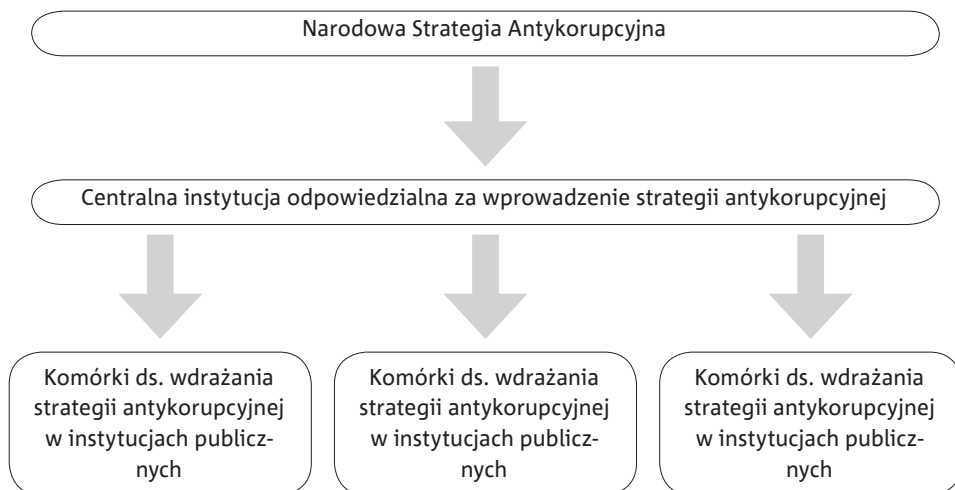 Narodowa Strategia Antykorupcyjna
Centralna instytucja odpowiedzialna za wprowadzenie strategii antykorupcyjnej
Komórki ds. wdrażania
strategii antykorupcyjnej
w instytucjach publicz-
nych
Komórki ds. wdrażania
strategii antykorupcyjnej
w instytucjach publicz-
nych
Komórki ds. wdrażania
strategii antykorupcyjnej
w instytucjach publicz-
nych